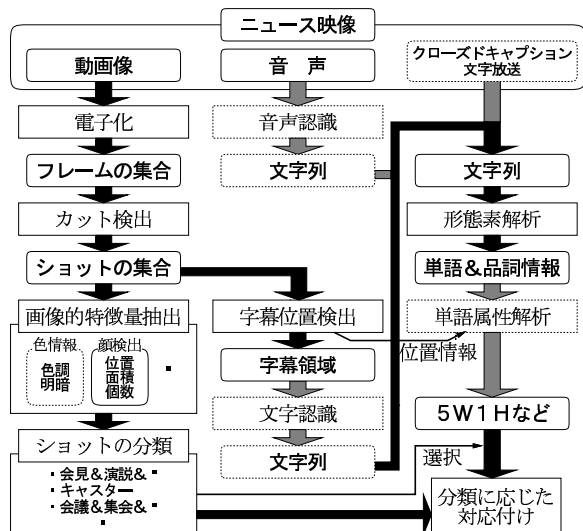 ニュース映像
動画像
音　声
クローズドキャプション
文字放送
電子化
音声認識
フレームの集合
文字列
文字列
カット検出
形態素解析
ショットの集合
単語＆品詞情報
画像的特徴量抽出
字幕位置検出
単語属性解析
位置情報
色情報
顔検出
色調
明暗
位置
面積
個数
字幕領域
文字認識
5W1Hなど
ショットの分類
文字列
選択
・会見＆演説＆
・キャスター
・会議＆集会＆
分類に応じた
対応付け